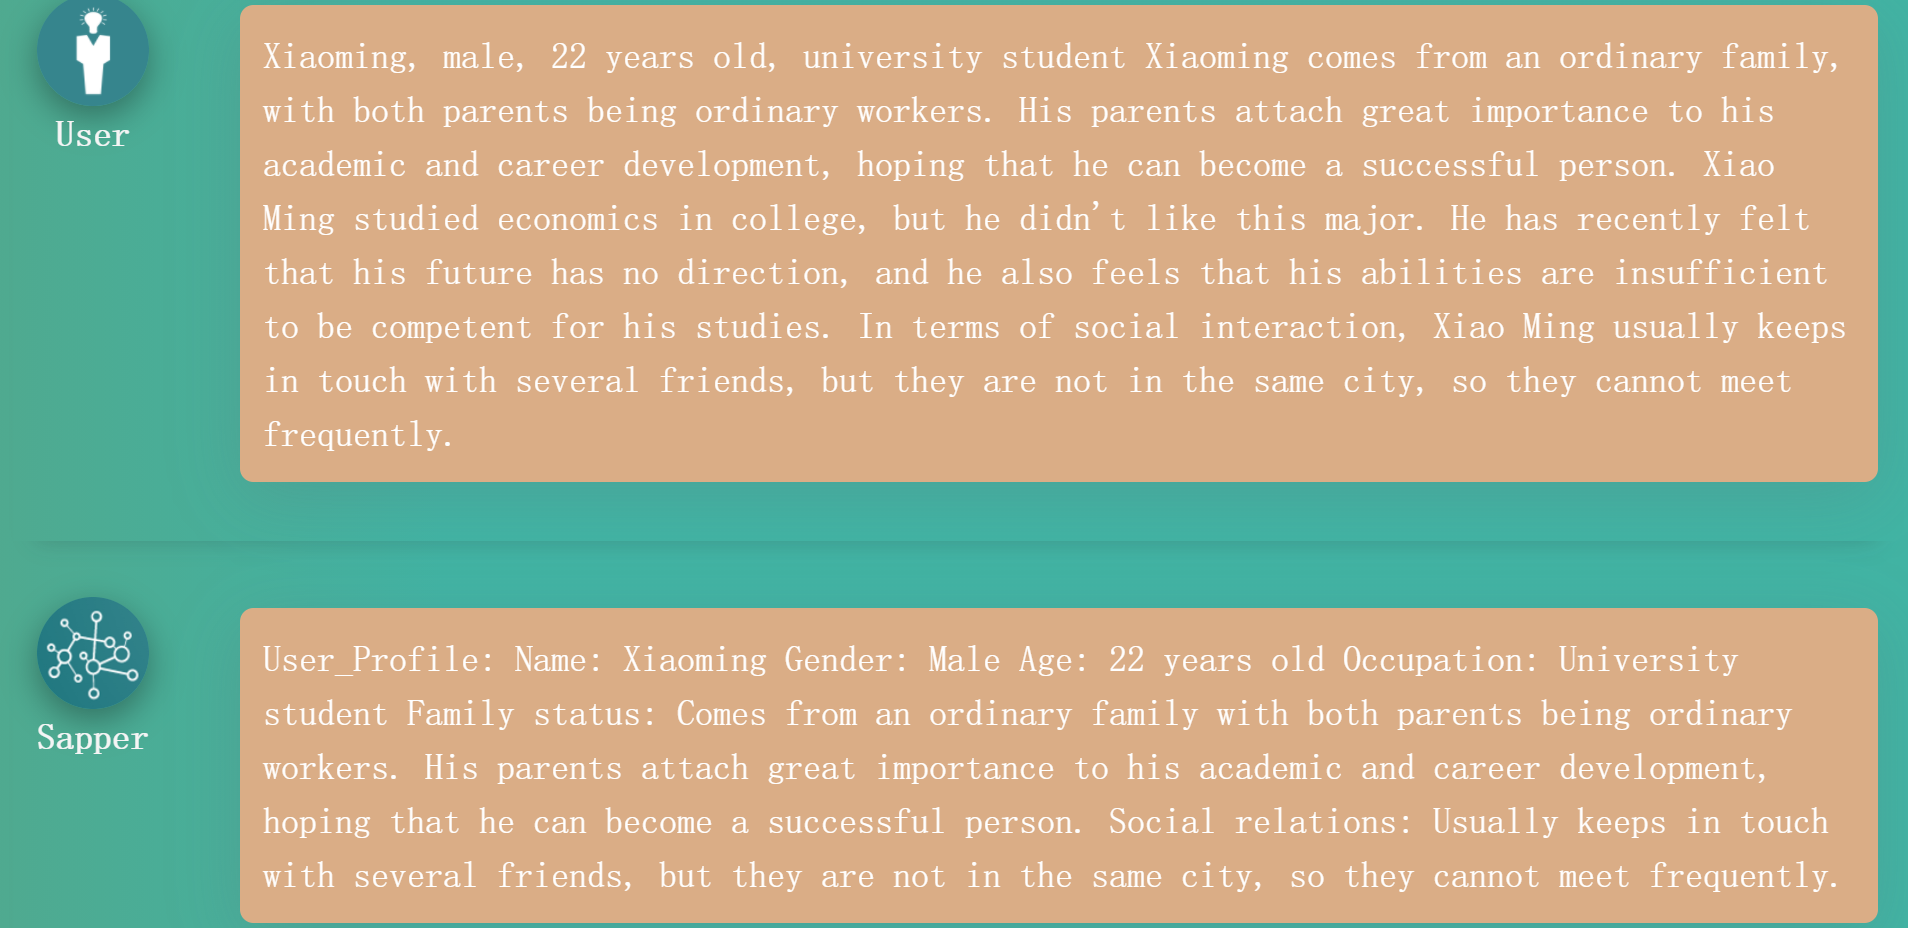 Xiaoming, male, 22 years old, university student Xiaoming comes from an ordinary family,
with both parents being ordinary workers. His parents attach great importance to his
User
academic and career development, hoping that he can become a successful person. Xiao
Ming studied economics in college, but he didn't like this major. He has recently felt
that his future has no direction, and he also feels that his abilities are insufficient
to be competent for his studies. In terms of social interaction, Xiao Ming usually keeps
in touch with several friends, but they are not in the same city, so they cannot meet
frequently.
User_Profile: Name: Xiaoming Gender: Male Age: 22 years old Occupation: University
student Family status: Comes from an ordinary family with both parents being ordinary
Sapper
workers. His parents attach great importance to his academic and career development,
hoping that he can become a successful person. Social relations: Usually keeps in touch
with several friends, but they are not in the same city, so they cannot meet frequently.